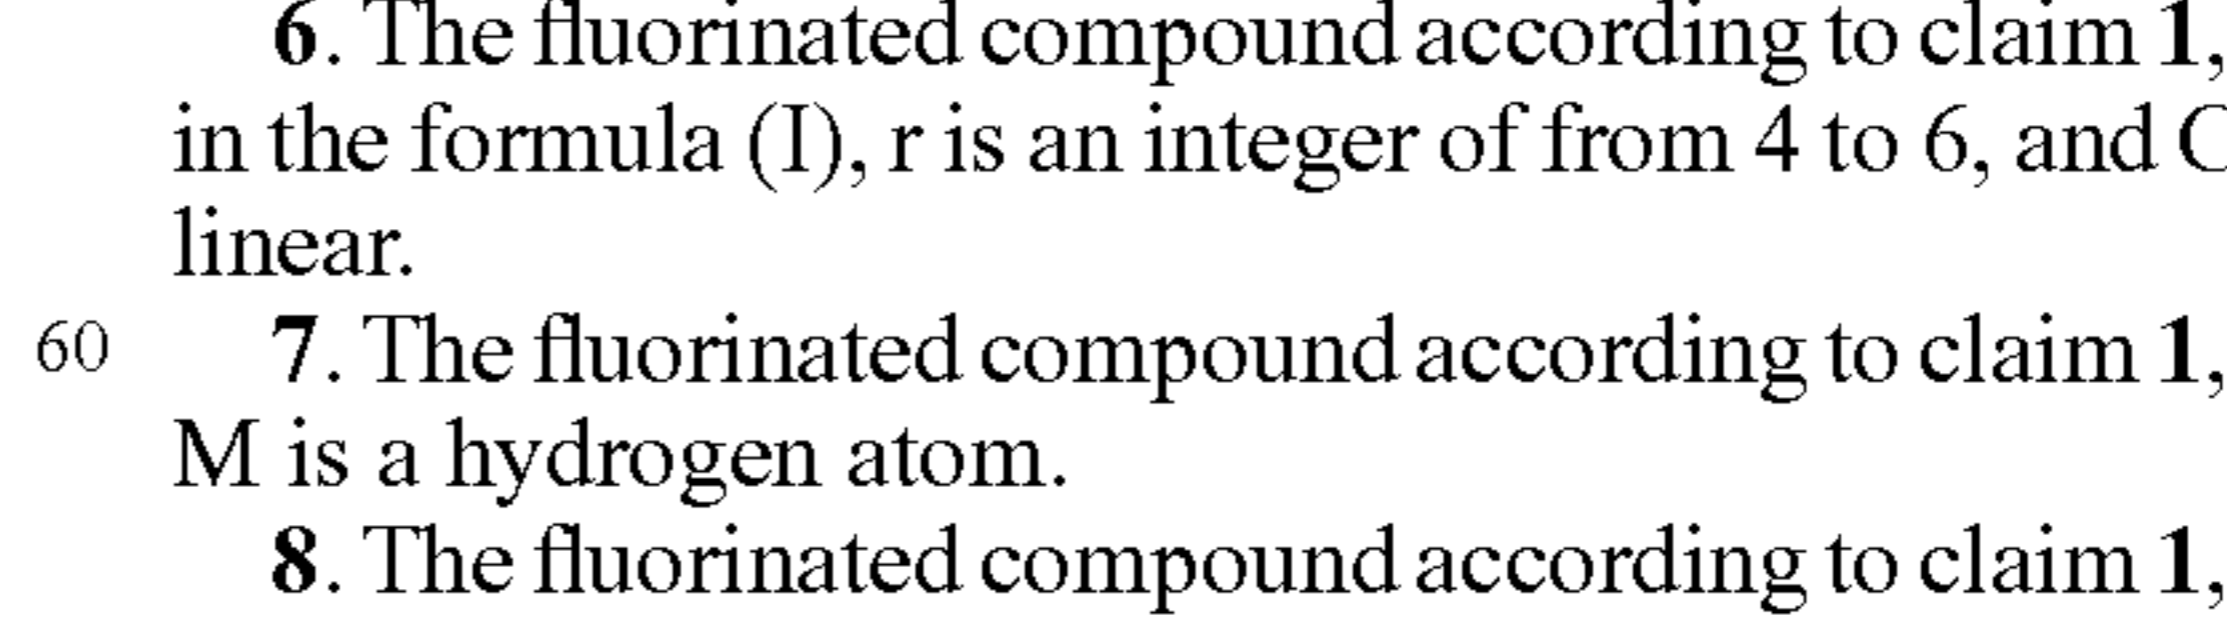 6. The fluorinated compound according to claim 1,
in the formula (I), r is an integer of from 4 to 6, and C
linear.
60 7. The fluorinated compound according to claim 1,
M is a hydrogen atom.
8. The fluorinated compound according to claim 1,